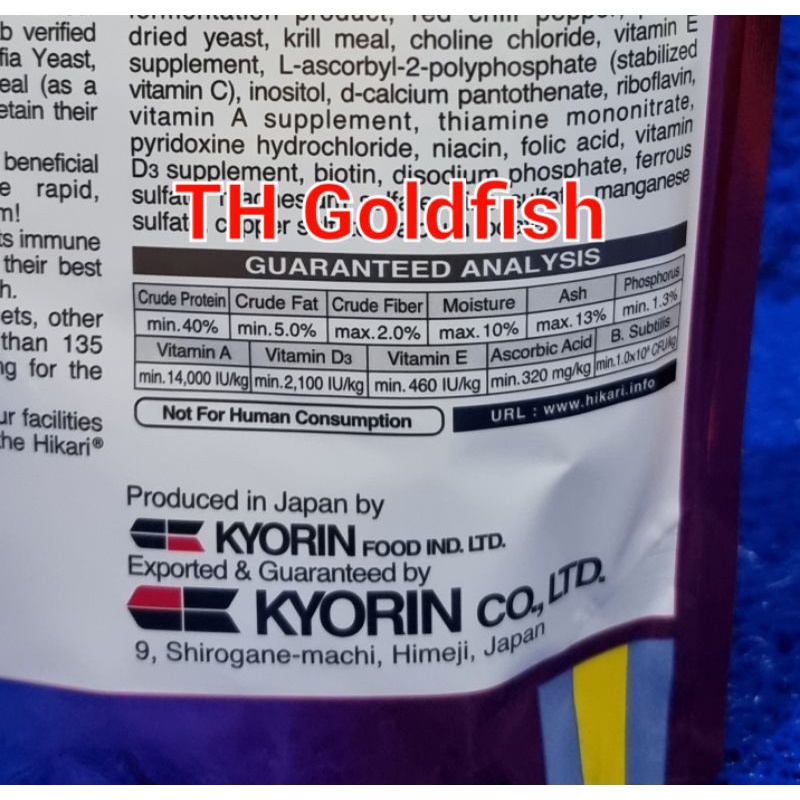 b verified
fia Yeast,
eal (as a
etain their
beneficial
e rapid,
m!
ts immune
their best
h.
ets, other
than 135
ng for the
ur facilities
he Hikari®
fermentation product, red chili
dried yeast, krill meal, choline chloride, vitamin E
supplement, L-ascorbyl-2-polyphosphate (stabilized
vitamin C), inositol, d-calcium pantothenate, riboflavin,
vitamin A supplement, thiamine mononitrate,
pyridoxine hydrochloride, niacin, folic acid, vitamin
D3 supplement, biotin, disodium phosphate, ferrous
manganese
TH Goldfish
GUARANTEED ANALYSIS
Crude Protein Crude Fat Crude Fiber Moisture Ash Phosphorus
min.40% min.5.0% max.2.0% max.10% max.13% min.1.3%
Vitamin A Vitamin D3 Vitamin E Ascorbic Acid B. Subtilis
min.14,000 IU/kg min.2,100 IU/kg min. 460 IU/kg min.320 mg/kg
Not For Human Consumption
URL : www.hikari.info
Produced in Japan by
KYORIN FOOD IND. LTD.
Exported & Guaranteed by
KYORIN CO., LTD.
9, Shirogane-machi, Himeji, Japan